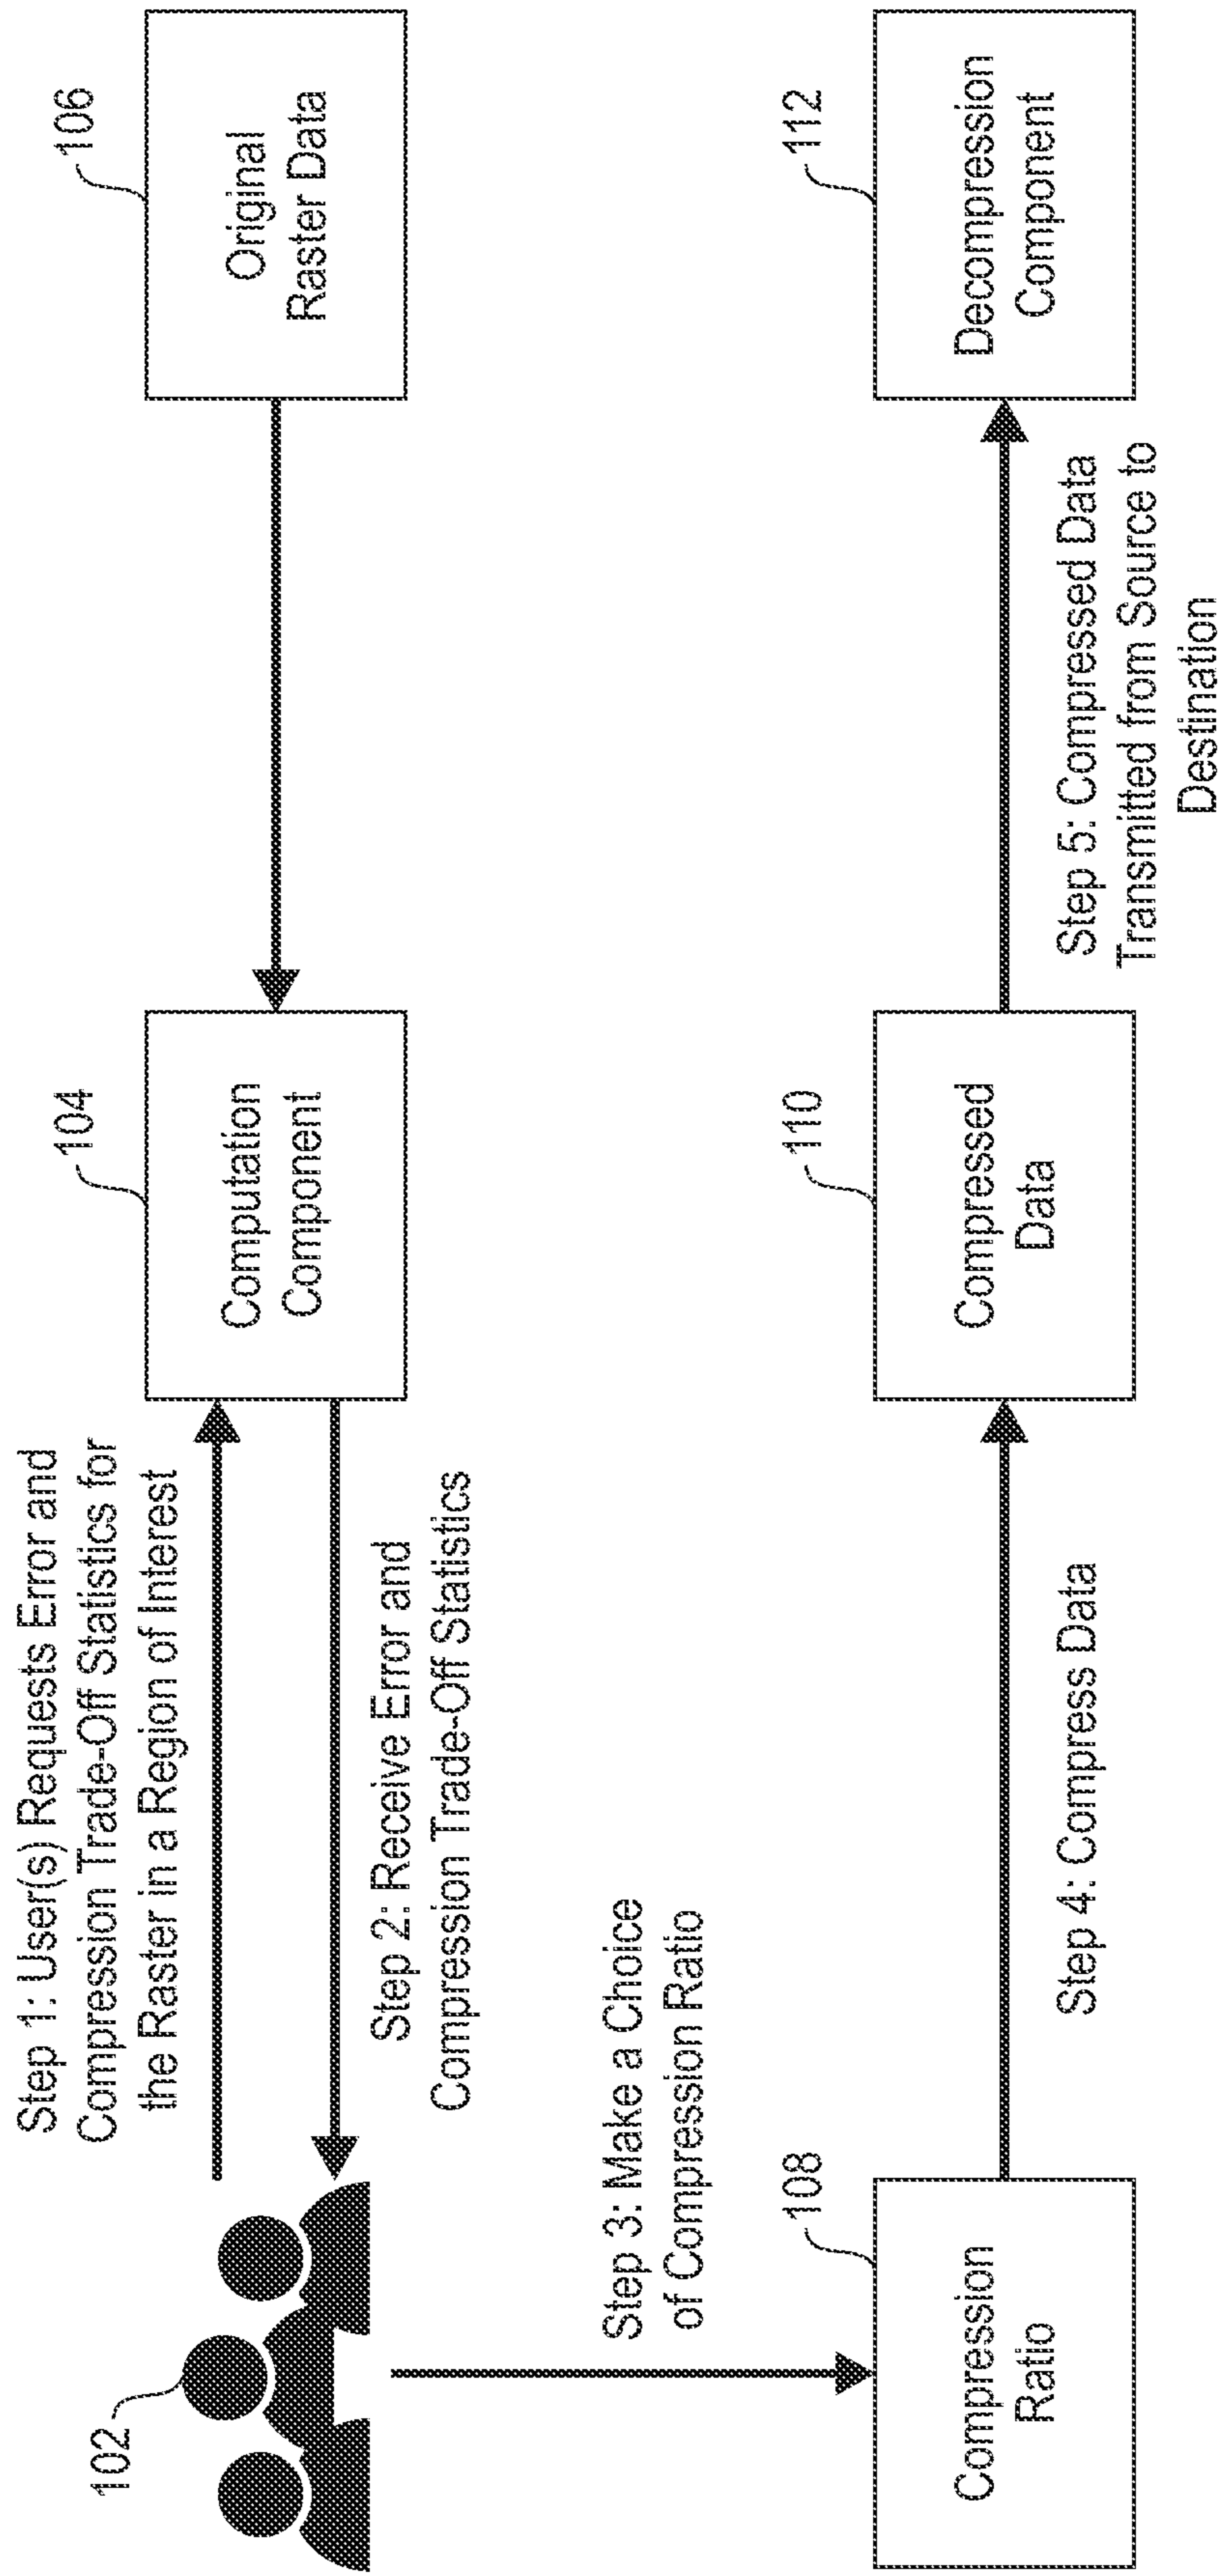 102
Step 1: User(s) Requests Error and
Compression Trade-Off Statistics for
the Raster in a Region of Interest
104
Computation
Component
106
Original
Raster Data
Step 2: Receive Error and
Compression Trade-Off Statistics
Step 3: Make a Choice
of Compression Ratio
108
Compression
Ratio
Step 4: Compress Data
110
Compressed
Data
Step 5: Compressed Data
Transmitted from Source to
Destination
112
Decompression
Component